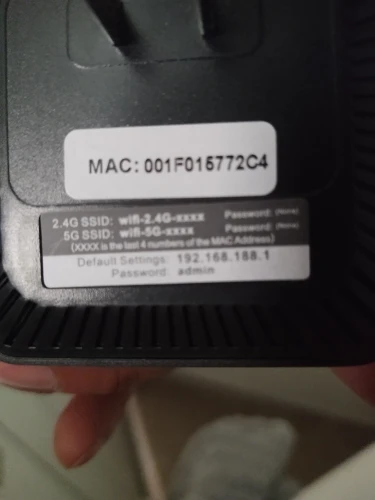 MAC: 001F015772C4
2.4G SSID: wifi-2.4G-xxxx Password: (None)
5G SSID: wifi-5G-xxxx Password: (None)
(XXXX is the last 4 numbers of the MAC Address)
Default Settings: 192.168.188.1
Password: admin